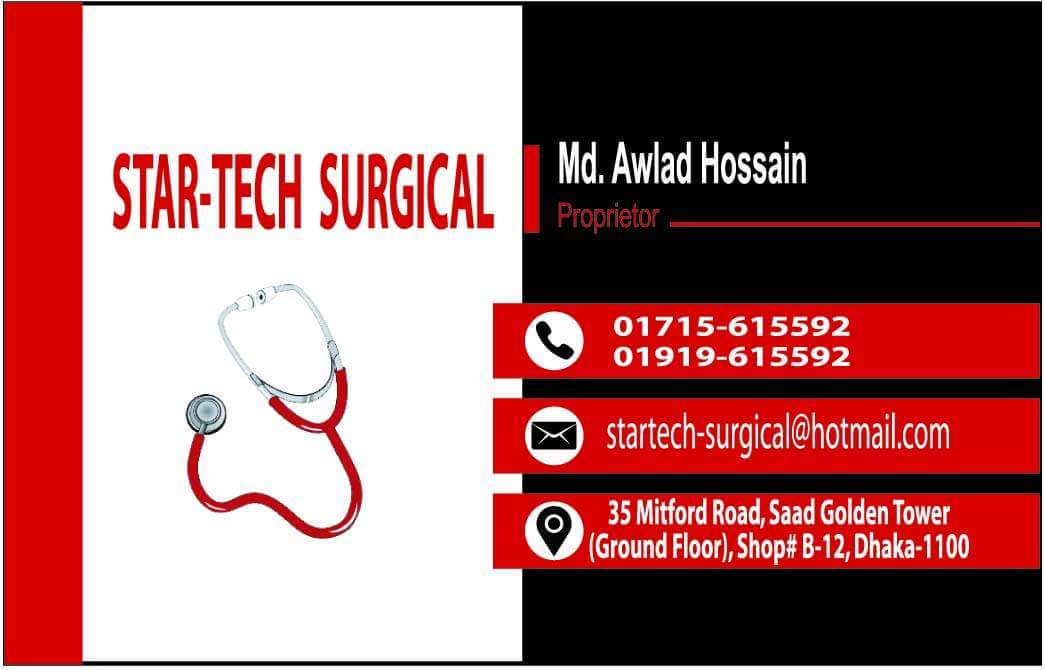 STAR-TECH SURGICAL
Md. Awlad Hossain
Proprietor
01715-615592
01919-615592
startech-surgical@hotmail.com
35 Mitford Road, Saad Golden Tower
(Ground Floor), Shop# B-12, Dhaka-1100